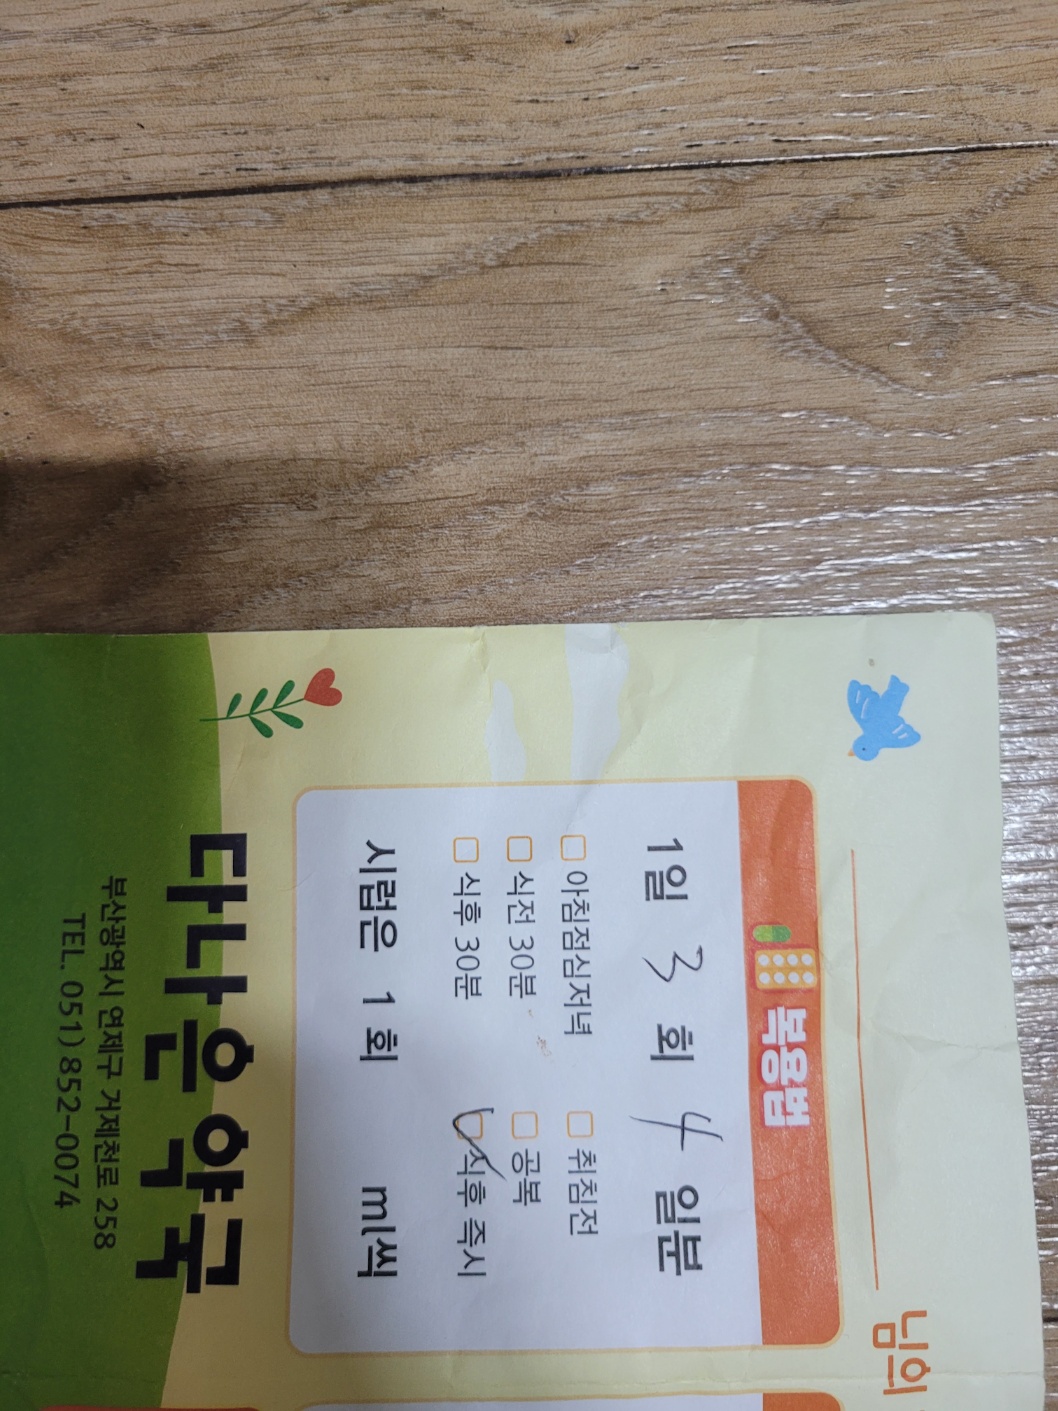 님의
복용법
1일 3 회 4 일분
아침점심저녁 취침전
식전 30분 공복
식후 30분 식후 즉시
시럽은 1 회 ml씩
다나은약국
부산광역시 연제구 거제천로 258
TEL. 051) 852-0074